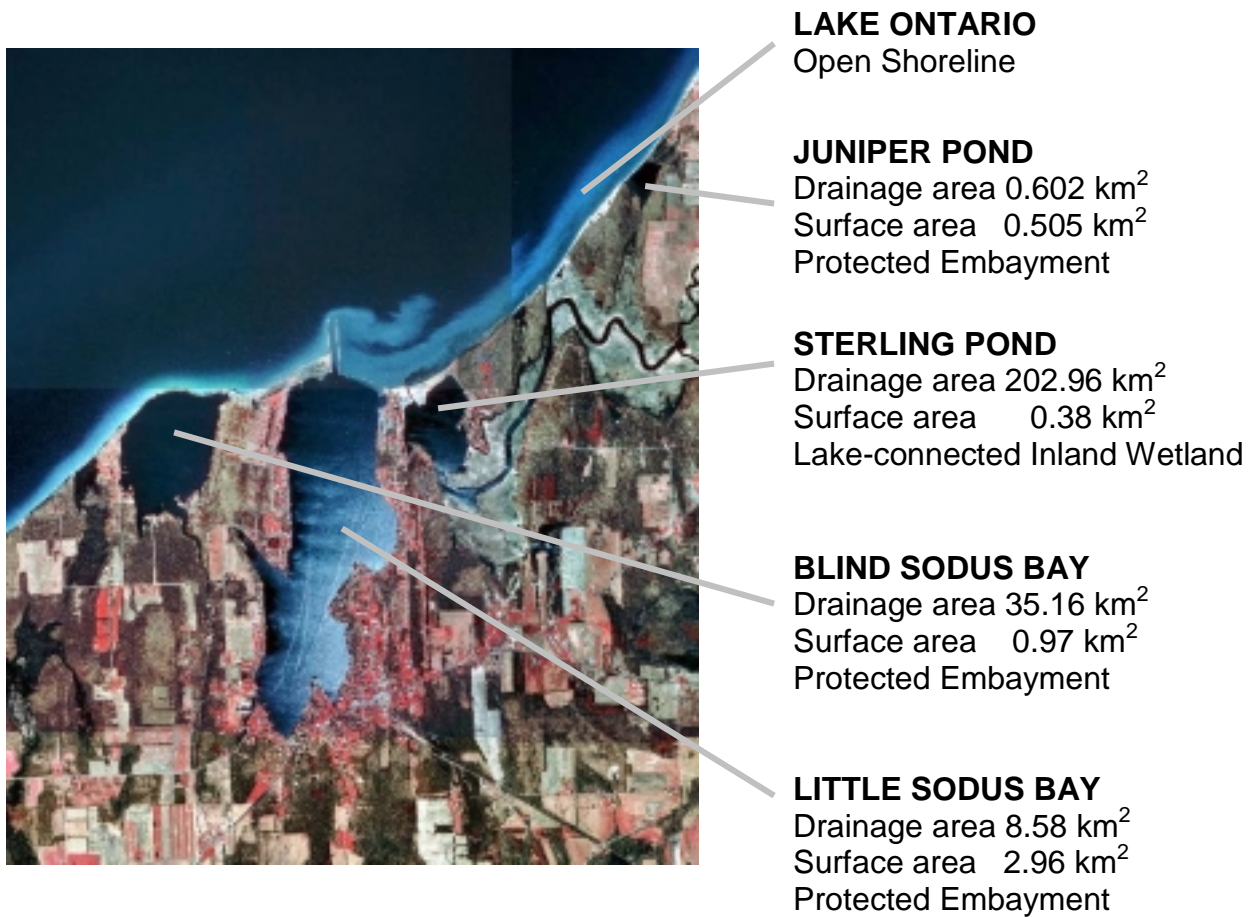 LAKE ONTARIO
Open Shoreline
JUNIPER POND
Drainage area 0.602 km²
Surface area 0.505 km²
Protected Embayment
STERLING POND
Drainage area 202.96 km²
Surface area 0.38 km²
Lake-connected Inland Wetland
BLIND SODUS BAY
Drainage area 35.16 km²
Surface area 0.97 km²
Protected Embayment
LITTLE SODUS BAY
Drainage area 8.58 km²
Surface area 2.96 km²
Protected Embayment